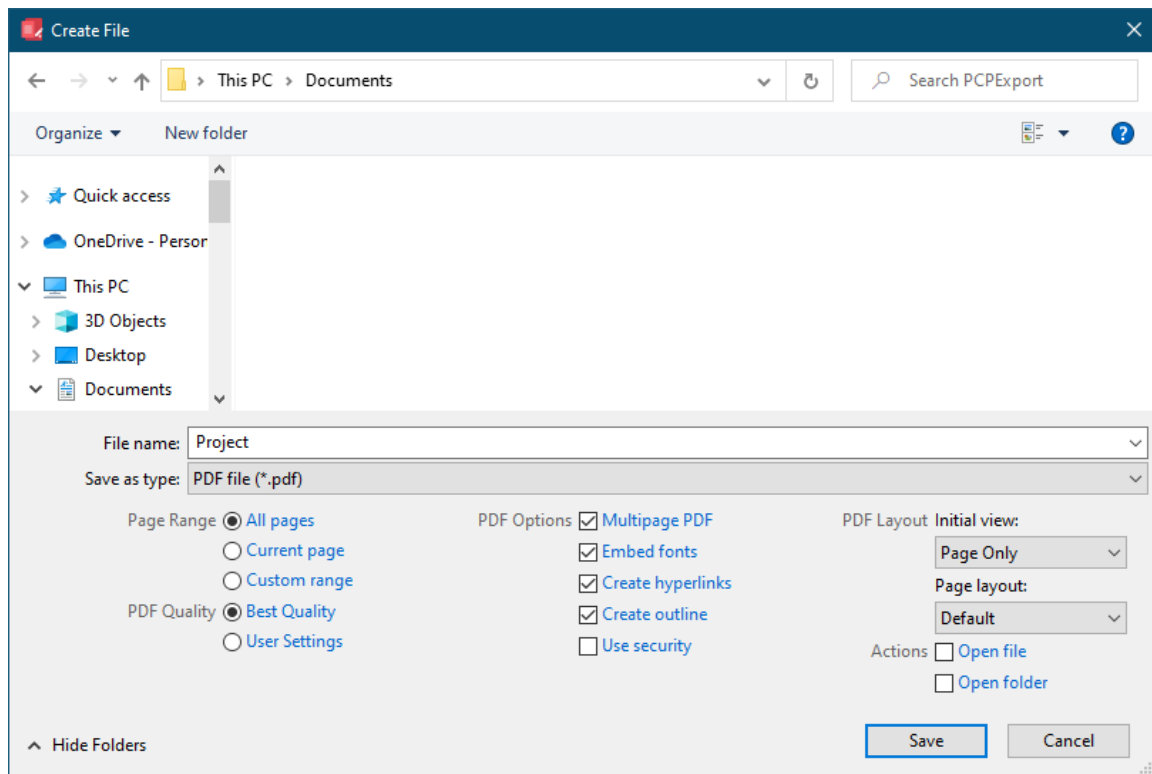 Create File
This PC > Documents
Search PCPExport
Organize
New folder
?
Quick access
OneDrive - Person
This PC
3D Objects
Desktop
Documents
File name: Project
Save as type: PDF file (*.pdf)
Page Range All pages
Current page
Custom range
PDF Quality Best Quality
User Settings
PDF Options Multipage PDF
Embed fonts
Create hyperlinks
Create outline
Use security
PDF Layout Initial view:
Page Only
Page layout:
Default
Actions Open file
Open folder
Hide Folders
Save
Cancel